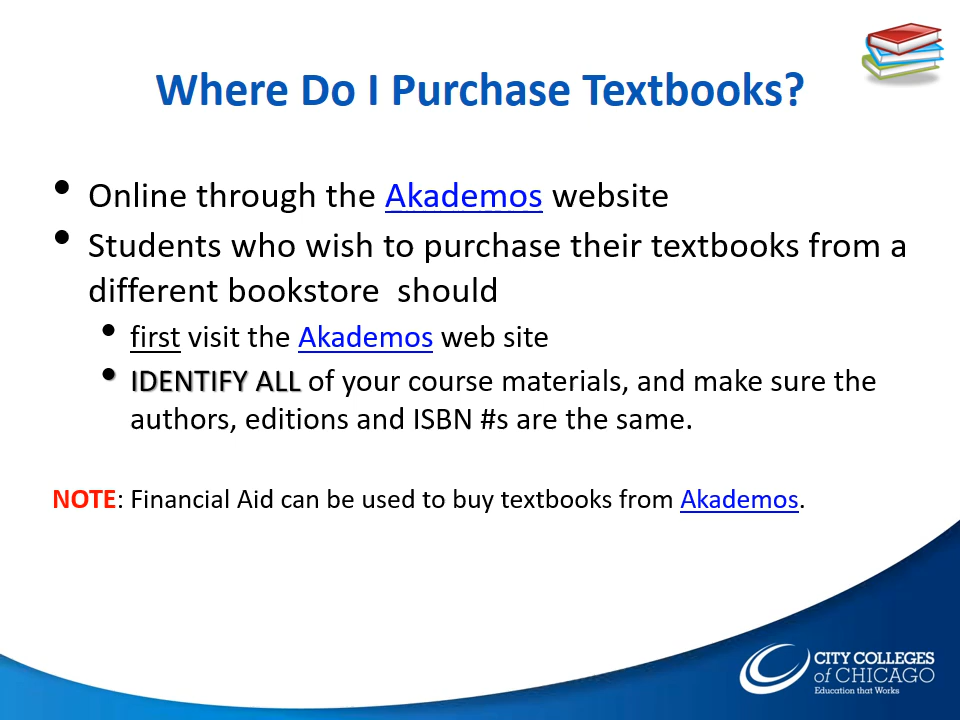 Where Do I Purchase Textbooks?
• Online through the Akademos website
• Students who wish to purchase their textbooks from a
different bookstore  should
• first visit the Akademos web site
• IDENTIFY ALL of your course materials, and make sure the
authors, editions and ISBN #s are the same.
NOTE: Financial Aid can be used to buy textbooks from Akademos.
CITY COLLEGES
of CHICAGO
Education that Works